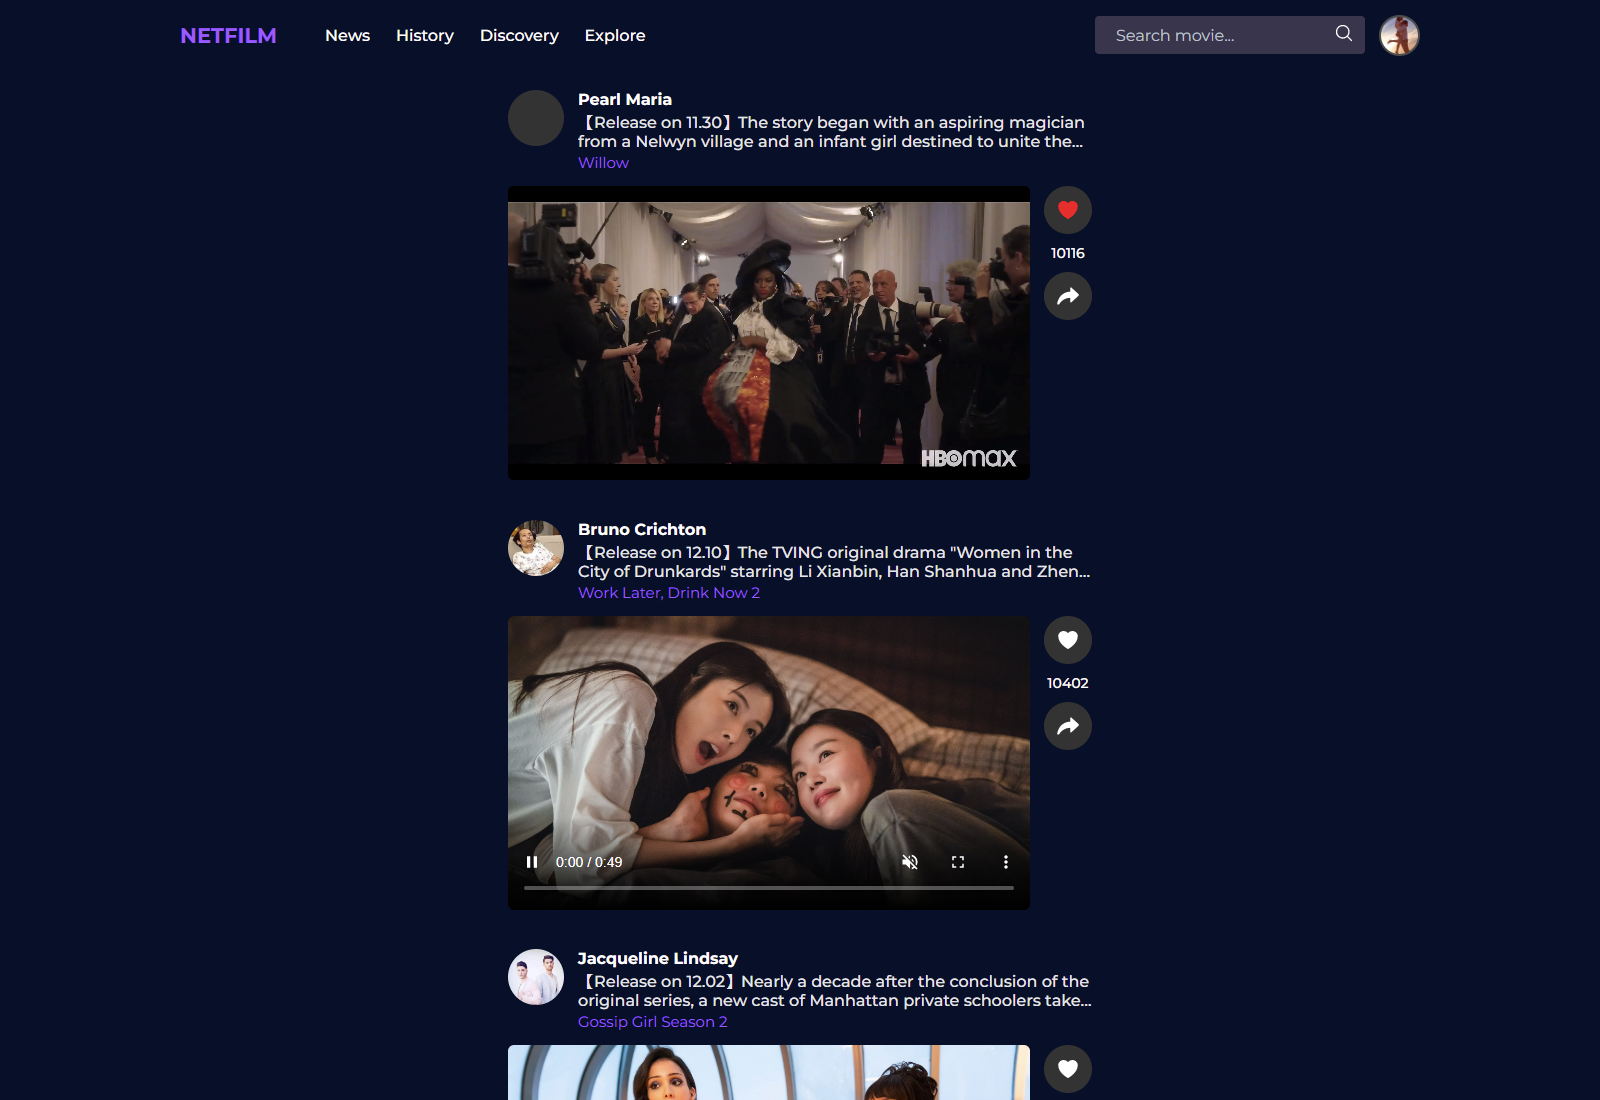 NETFILM
News
History
Discovery
Explore
Search movie...
Pearl Maria
【Release on 11.30】The story began with an aspiring magician
from a Nelwyn village and an infant girl destined to unite the...
Willow
10116
HBOMAX
Bruno Crichton
【Release on 12.10】The TVING original drama "Women in the
City of Drunkards" starring Li Xianbin, Han Shanhua and Zhen...
Work Later, Drink Now 2
10402
0:00 / 0:49
Jacqueline Lindsay
【Release on 12.02】Nearly a decade after the conclusion of the
original series, a new cast of Manhattan private schoolers take...
Gossip Girl Season 2